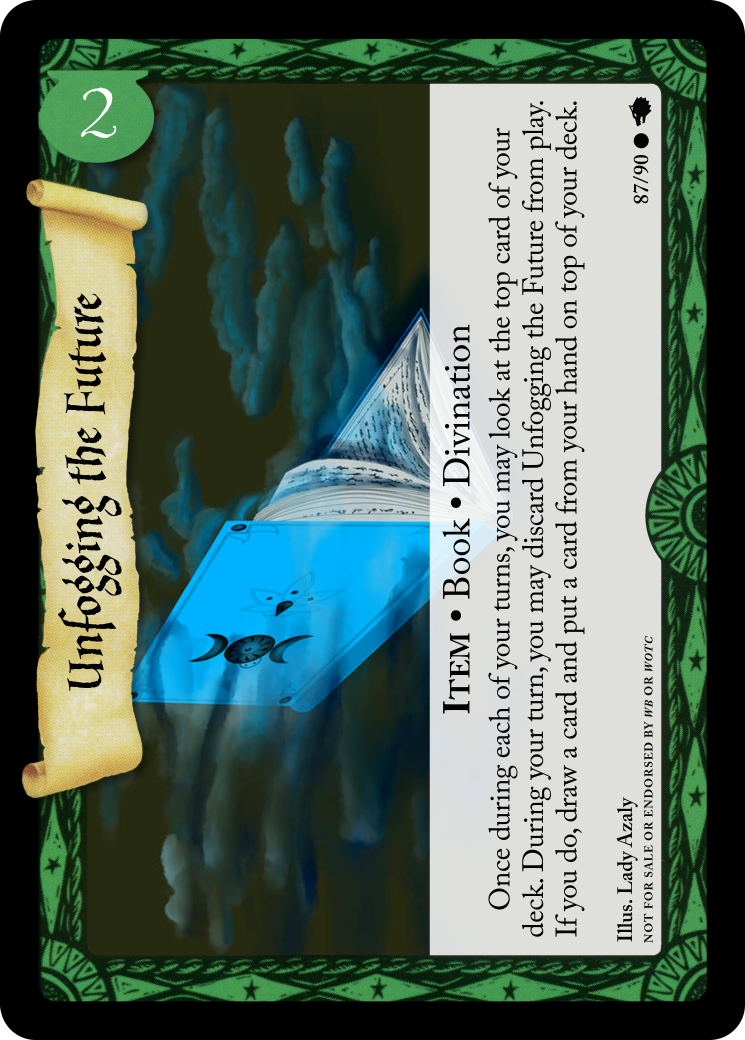 2
Unfogging the Future
ITEM • Book • Divination
Once during each of your turns, you may look at the top card of your
deck. During your turn, you may discard Unfogging the Future from play.
If you do, draw a card and put a card from your hand on top of your deck.
Illus. Lady Azaly
NOT FOR SALE OR ENDORSED BY WB OR WOTC
87/90 ●